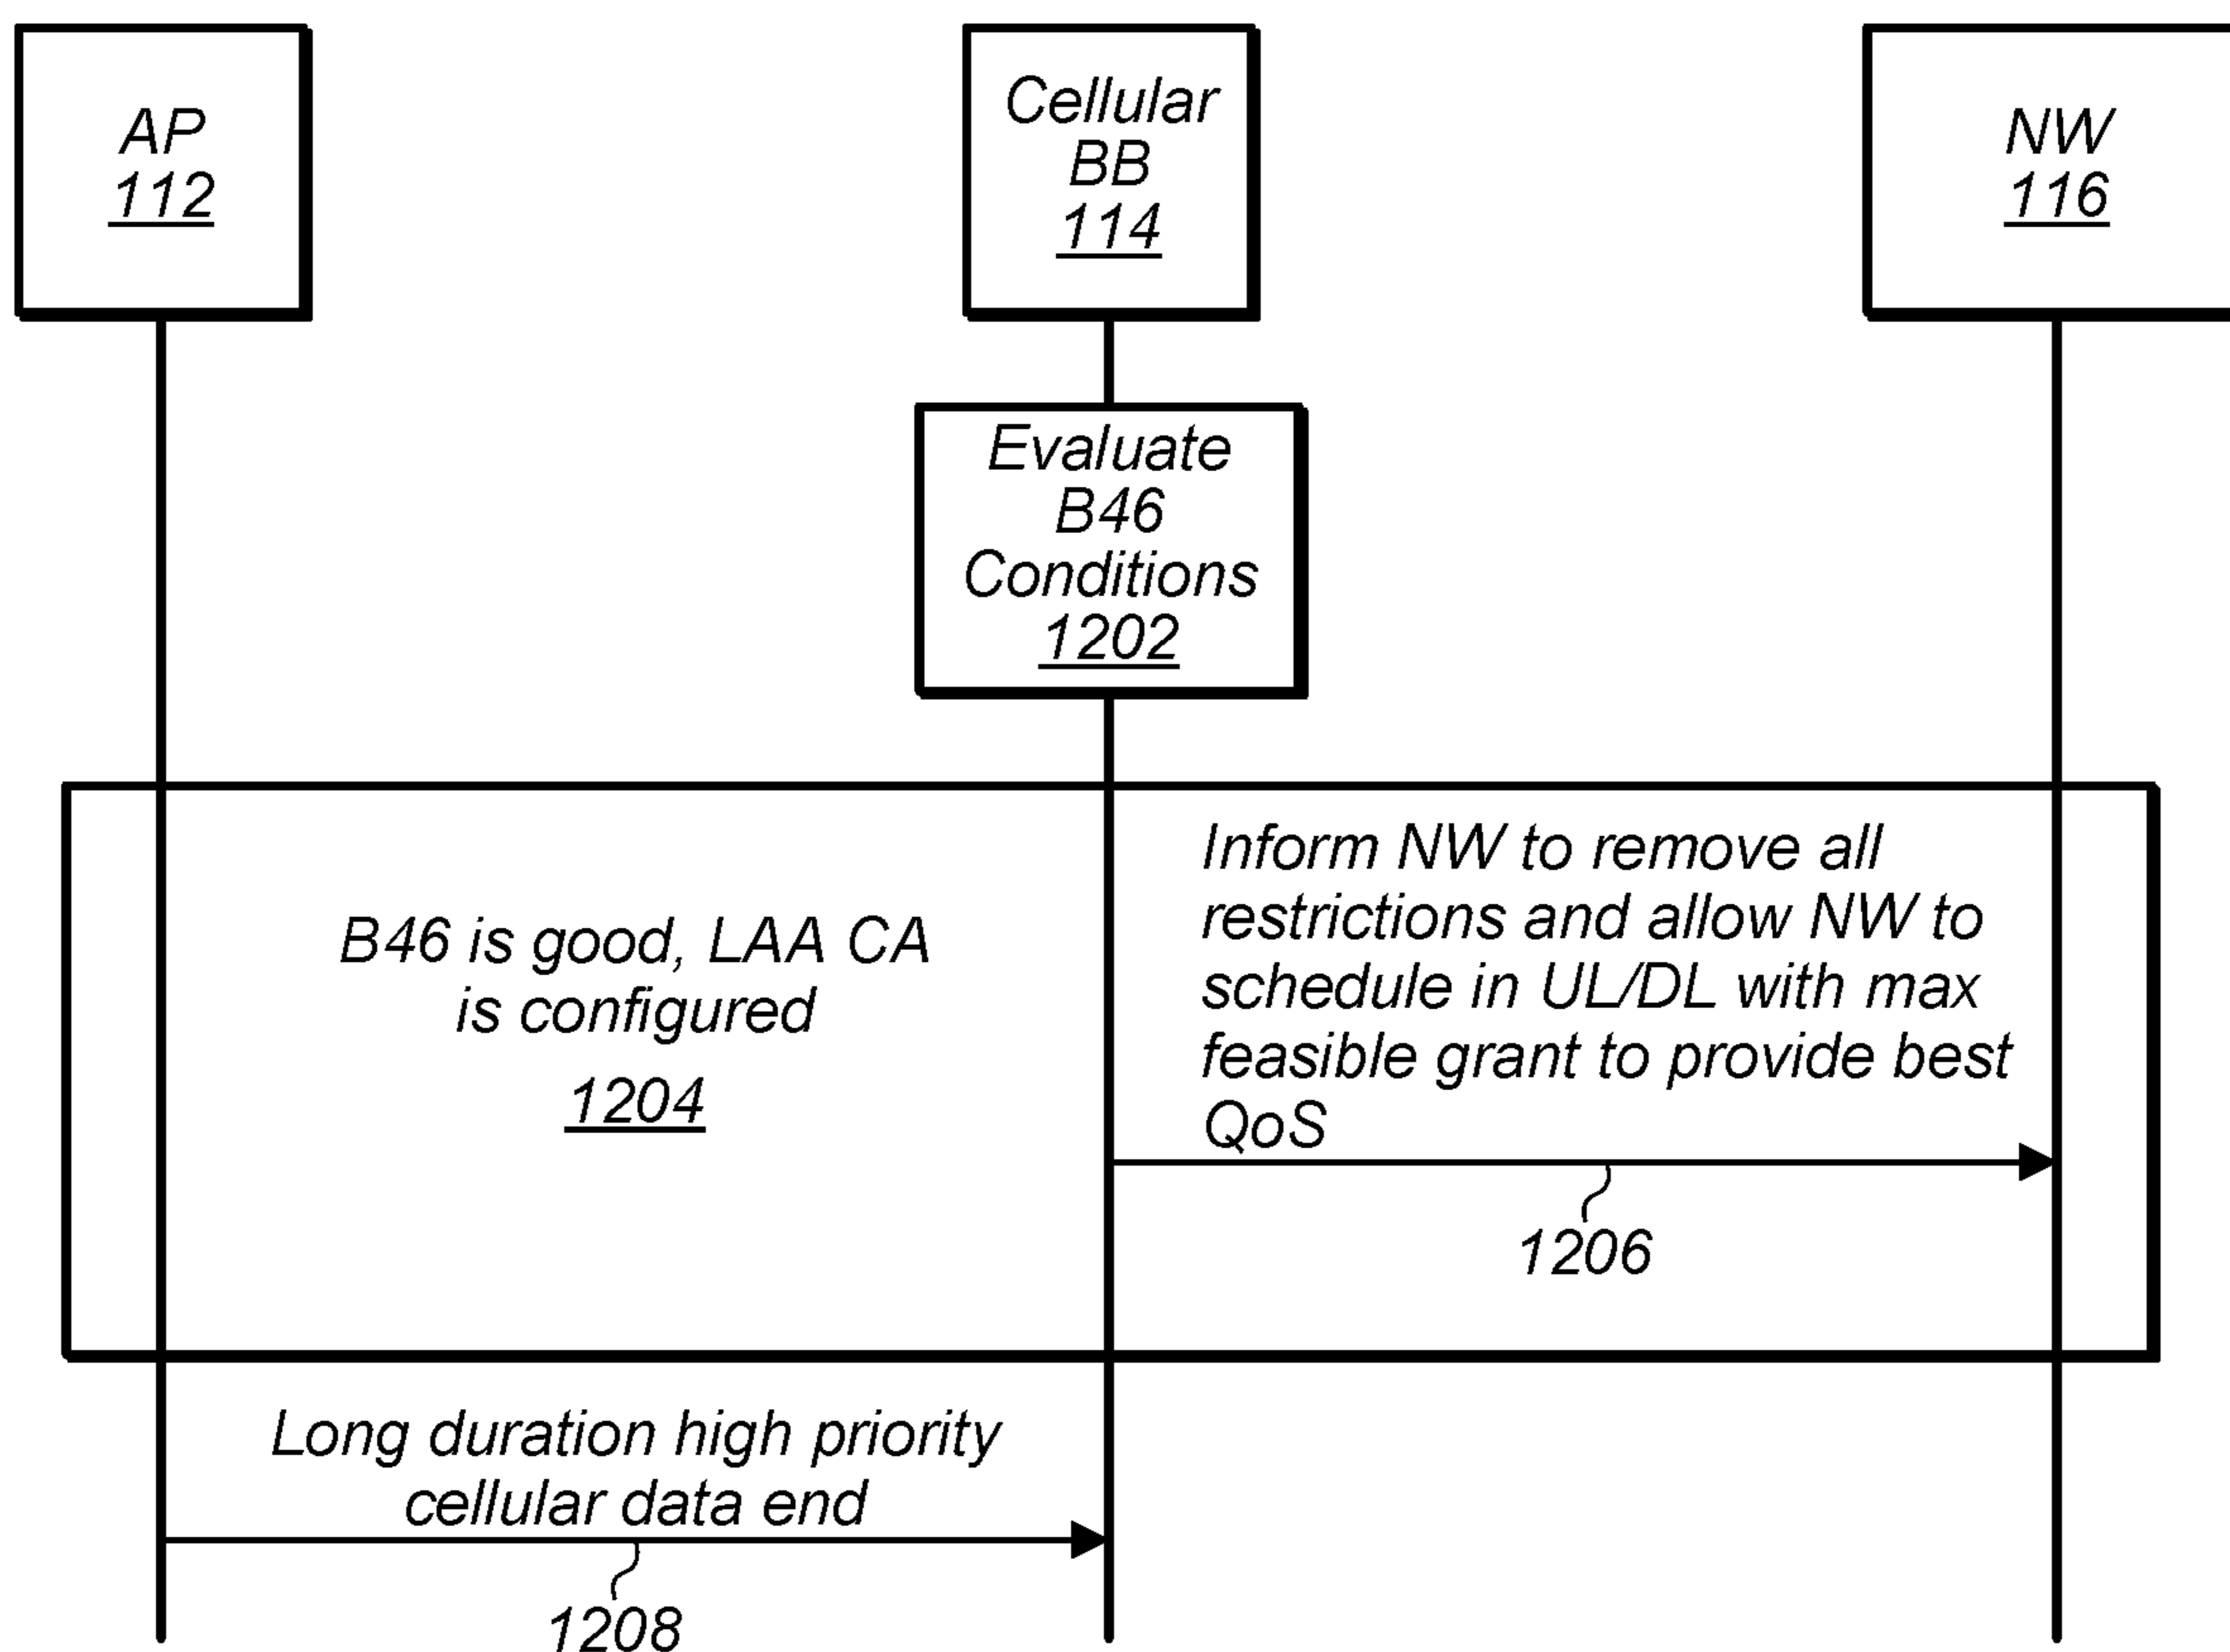 AP
112
Cellular
BB
114
NW
116
Evaluate
B46
Conditions
1202
B46 is good, LAA CA
is configured
1204
Inform NW to remove all
restrictions and allow NW to
schedule in UL/DL with max
feasible grant to provide best
QoS
1206
Long duration high priority
cellular data end
1208